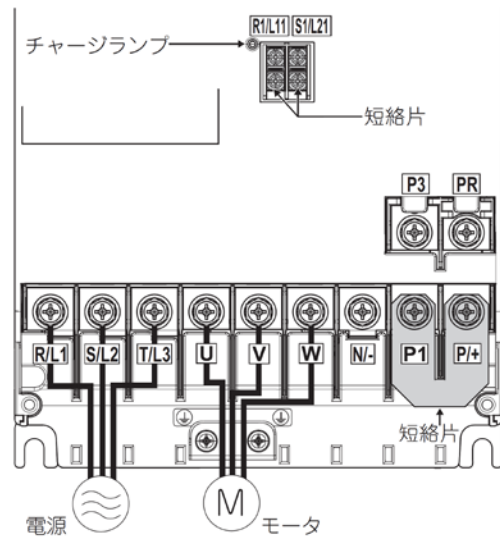 R1/L11 S1/L21
チャージランプ
短絡片
P3 PR
R/L1 S/L2 T/L3 U V W N/- P1 P/+
短絡片
M
電源 モータ